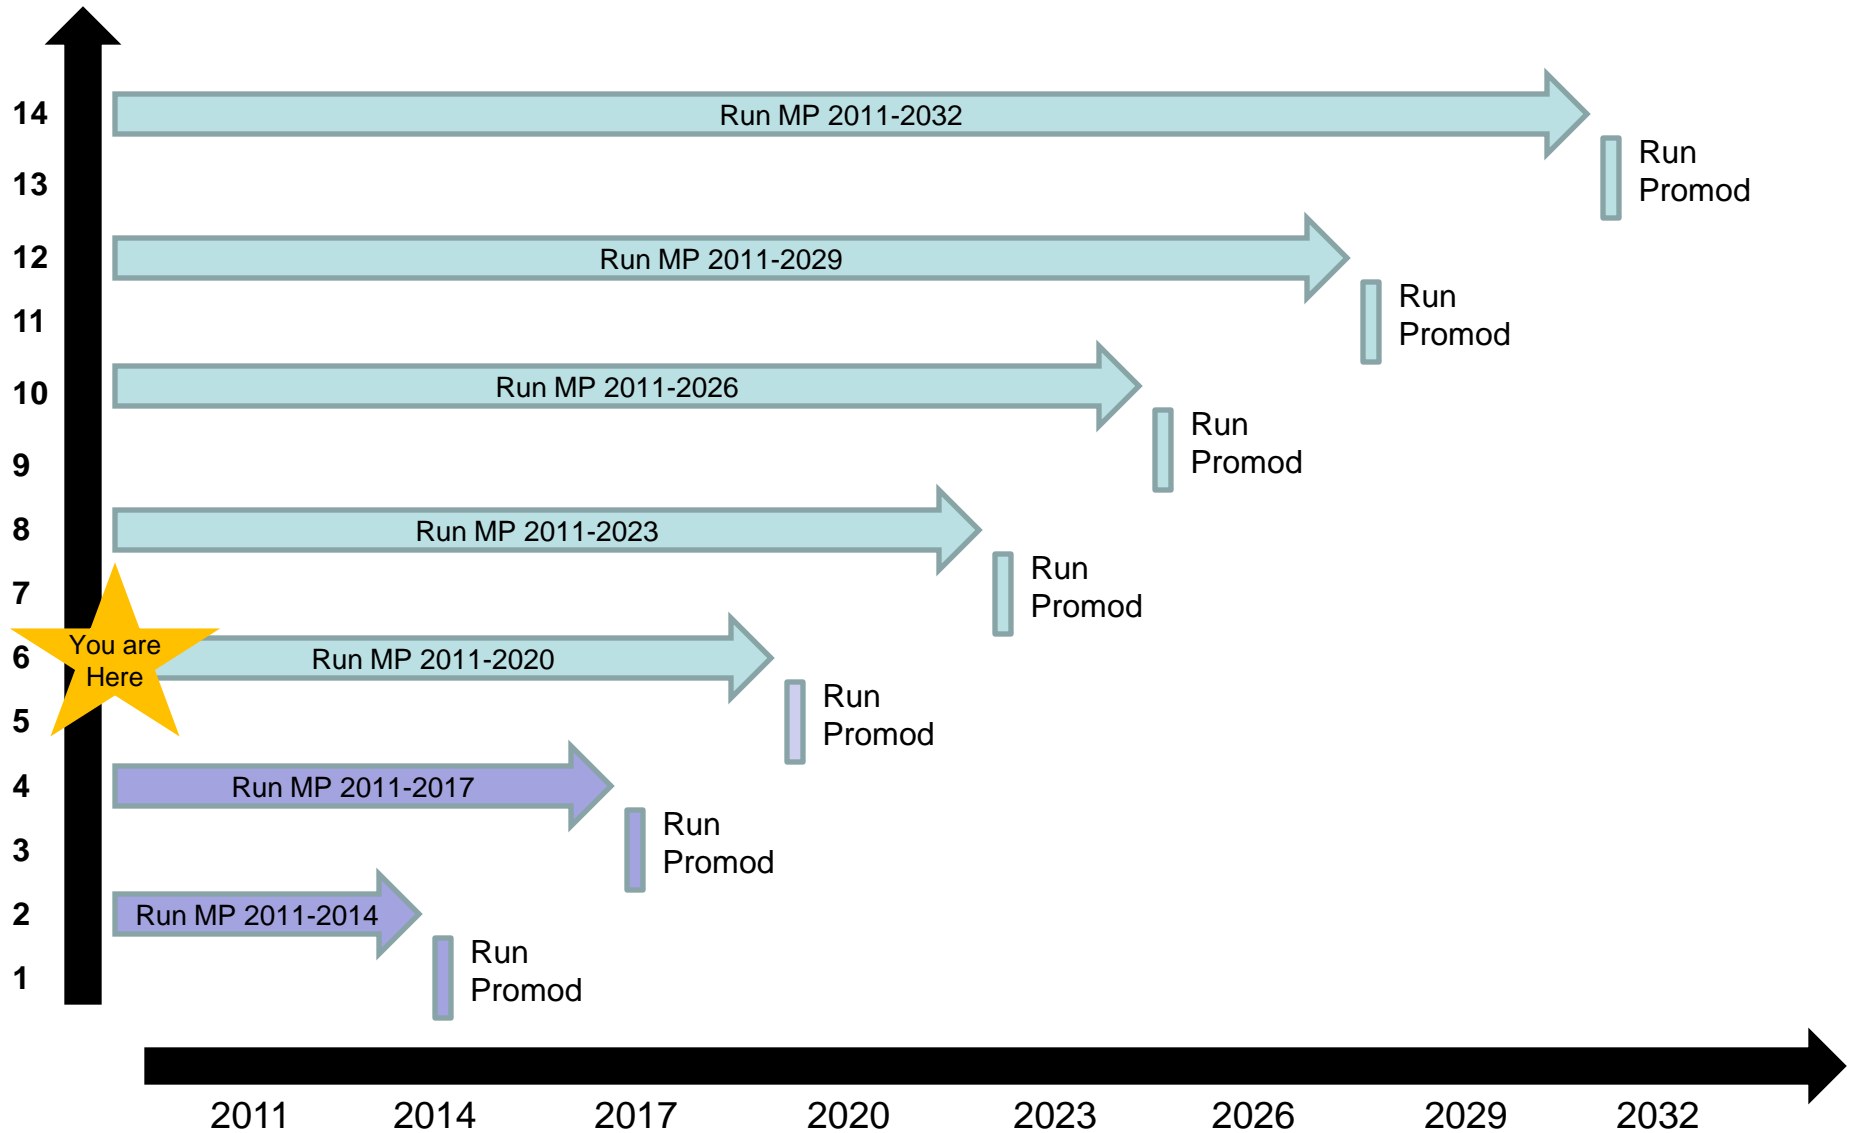 14
Run MP 2011-2032
Run
Promod
13
12
Run MP 2011-2029
Run
Promod
11
10
Run MP 2011-2026
Run
Promod
9
8
Run MP 2011-2023
Run
Promod
7
You are
Here
6
Run MP 2011-2020
Run
Promod
5
4
Run MP 2011-2017
Run
Promod
3
2
Run MP 2011-2014
Run
Promod
1
2011 2014 2017 2020 2023 2026 2029 2032